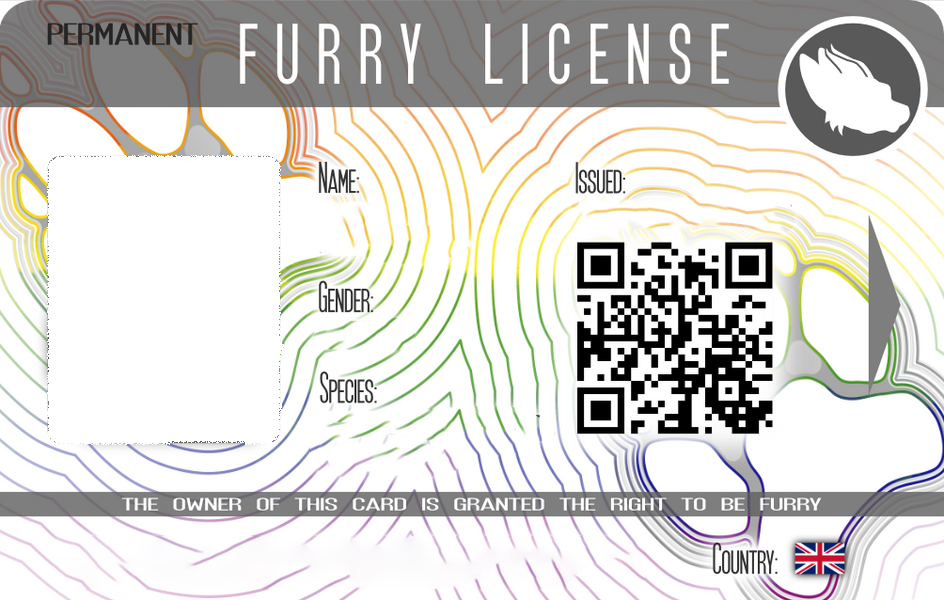 PERMANENT
FURRY LICENSE
NAME:
ISSUED:
GENDER:
SPECIES:
THE OWNER OF THIS CARD IS GRANTED THE RIGHT TO BE FURRY
COUNTRY: